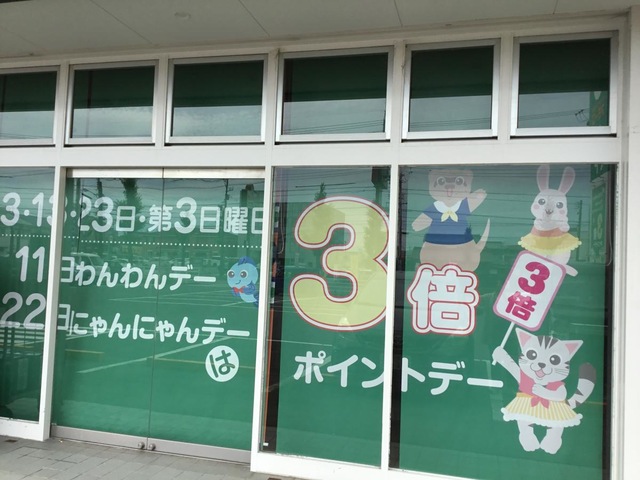 3・13・23日・第3日曜日
11日わんわんデー
22日にゃんにゃんデー
は
3倍
ポイントデー
3倍